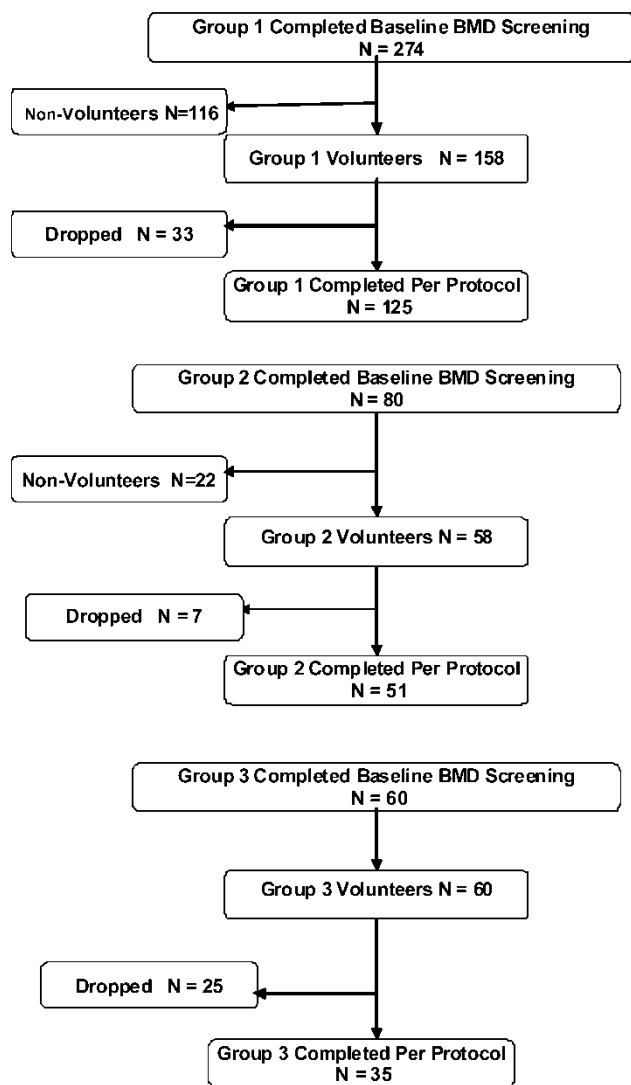 Group 1 Completed Baseline BMD Screening
N = 274
Non-Volunteers N=116
Group 1 Volunteers N = 158
Dropped N = 33
Group 1 Completed Per Protocol
N = 125
Group 2 Completed Baseline BMD Screening
N = 80
Non-Volunteers N=22
Group 2 Volunteers N = 58
Dropped N = 7
Group 2 Completed Per Protocol
N = 51
Group 3 Completed Baseline BMD Screening
N = 60
Group 3 Volunteers N = 60
Dropped N = 25
Group 3 Completed Per Protocol
N = 35